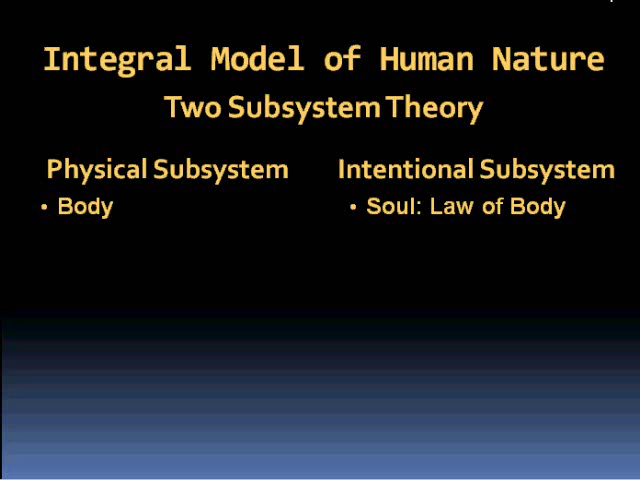 Integral Model of Human Nature
Two Subsystem Theory
Physical Subsystem
• Body
Intentional Subsystem
• Soul: Law of Body